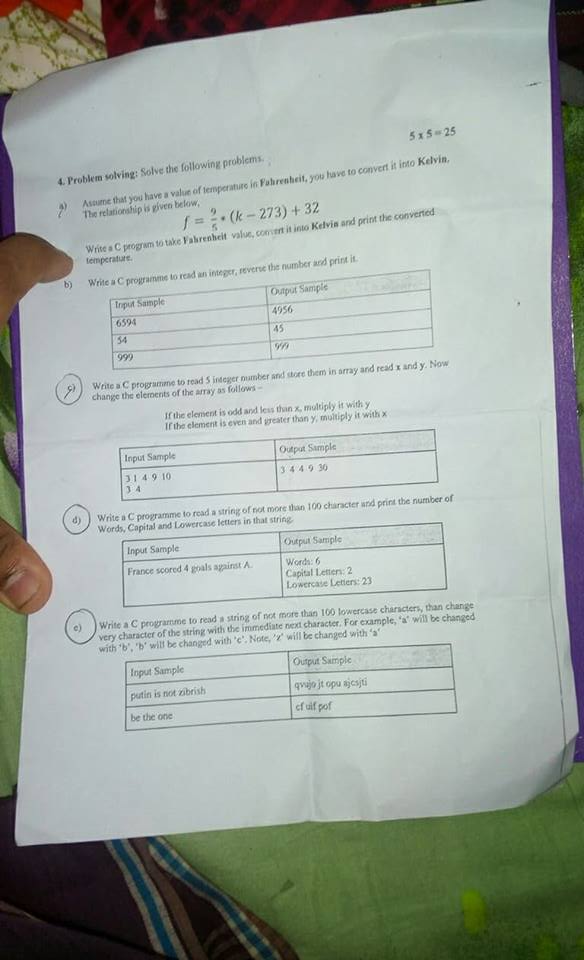 5 x 5 = 25
4. Problem solving: Solve the following problems.
a) Assume that you have a value of temperature in Fahrenheit, you have to convert it into Kelvin.
The relationship is given below,
f = 9/5 * (k − 273) + 32
Write a C program to take Fahrenheit value, convert it into Kelvin and print the converted
temperature.
b) Write a C programme to read an integer, reverse the number and print it.
Input Sample Output Sample
6594 4956
54 45
999 999
c) Write a C programme to read 5 integer number and store them in array and read x and y. Now
change the elements of the array as follows –
If the element is odd and less than x, multiply it with y
If the element is even and greater than y, multiply it with x
Input Sample Output Sample
3 1 4 9 10 3 4 4 9 30
3 4
d) Write a C programme to read a string of not more than 100 character and print the number of
Words, Capital and Lowercase letters in that string.
Input Sample Output Sample
France scored 4 goals against A. Words: 6
Capital Letters: 2
Lowercase Letters: 23
e) Write a C programme to read a string of not more than 100 lowercase characters, than change
very character of the string with the immediate next character. For example, 'a' will be changed
with 'b', 'b' will be changed with 'c'. Note, 'z' will be changed with 'a'
Input Sample Output Sample
putin is not zibrish qvujo jt opu ajcsjti
be the one cf uif pof